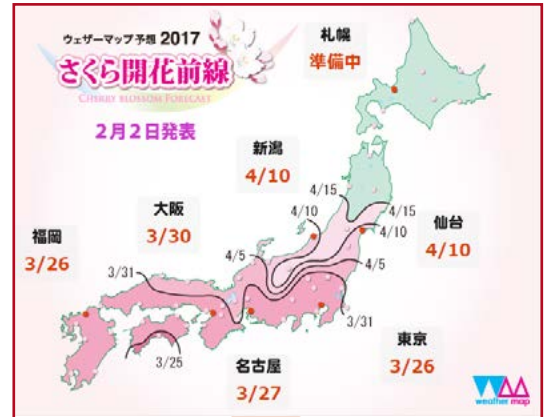 ウェザーマップ予想 2017
さくら開花前線
CHERRY BLOSSOM FORECAST
2月2日発表
札幌
準備中
新潟
4/10
大阪
3/30
福岡
3/26
仙台
4/10
東京
3/26
名古屋
3/27
4/15
4/15
4/10
4/10
4/5
4/5
3/31
3/31
3/25
weather map